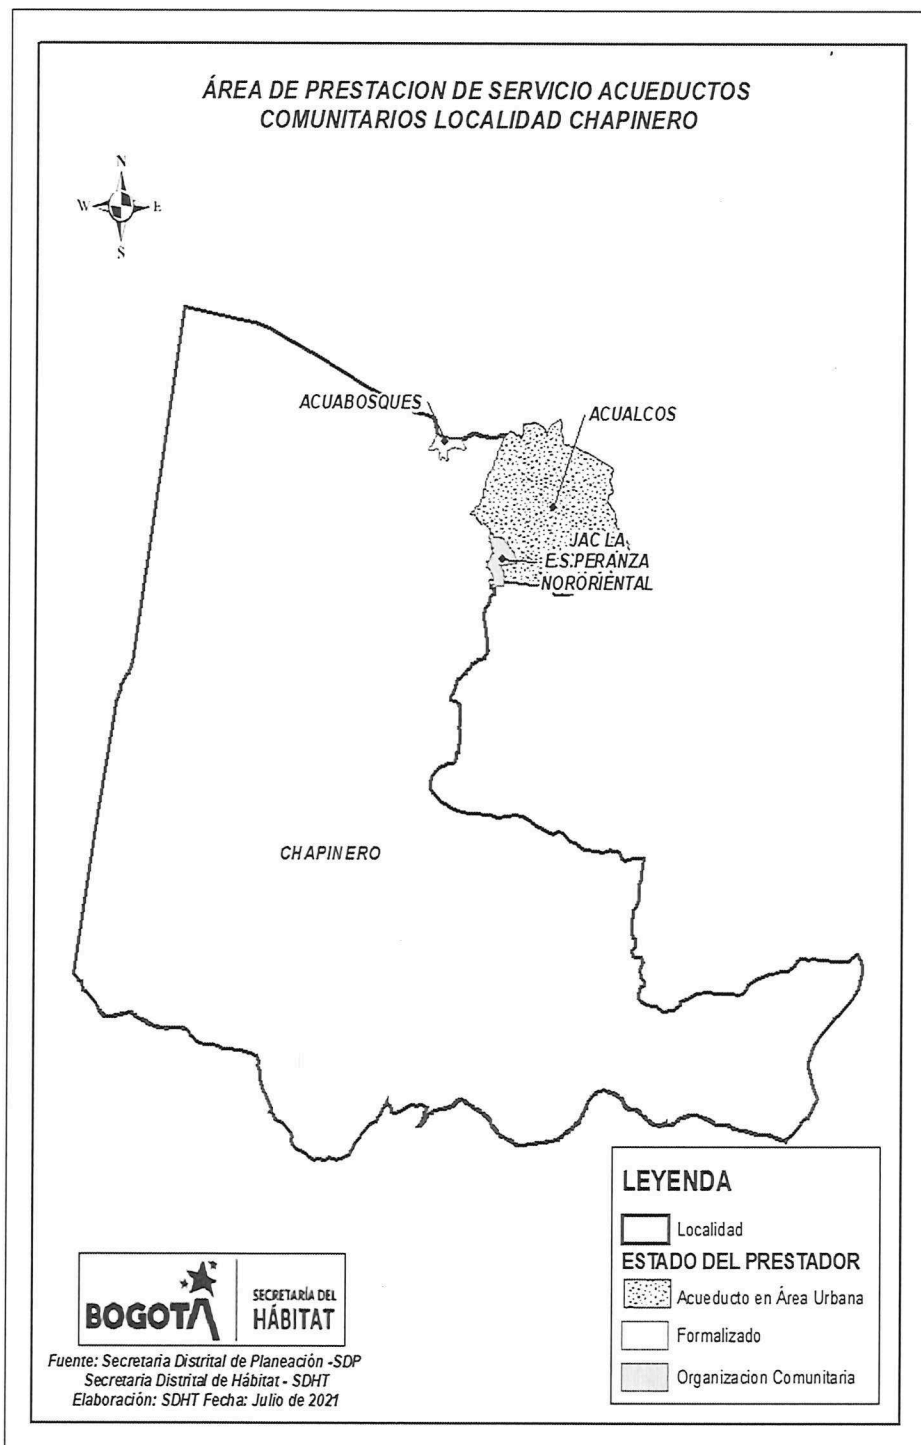 ÁREA DE PRESTACION DE SERVICIO ACUEDUCTOS
COMUNITARIOS LOCALIDAD CHAPINERO
N
W
E
S
ACUABOSQUES
ACUALCOS
JAC LA
E.S.PERANZA
NORORIENTAL
CHAPINERO
LEYENDA
Localidad
ESTADO DEL PRESTADOR
Acueducto en Área Urbana
Formalizado
Organizacion Comunitaria
BOGOTÁ
SECRETARÍA DEL
HÁBITAT
Fuente: Secretaria Distrital de Planeación -SDP
Secretaria Distrital de Hábitat - SDHT
Elaboración: SDHT Fecha: Julio de 2021